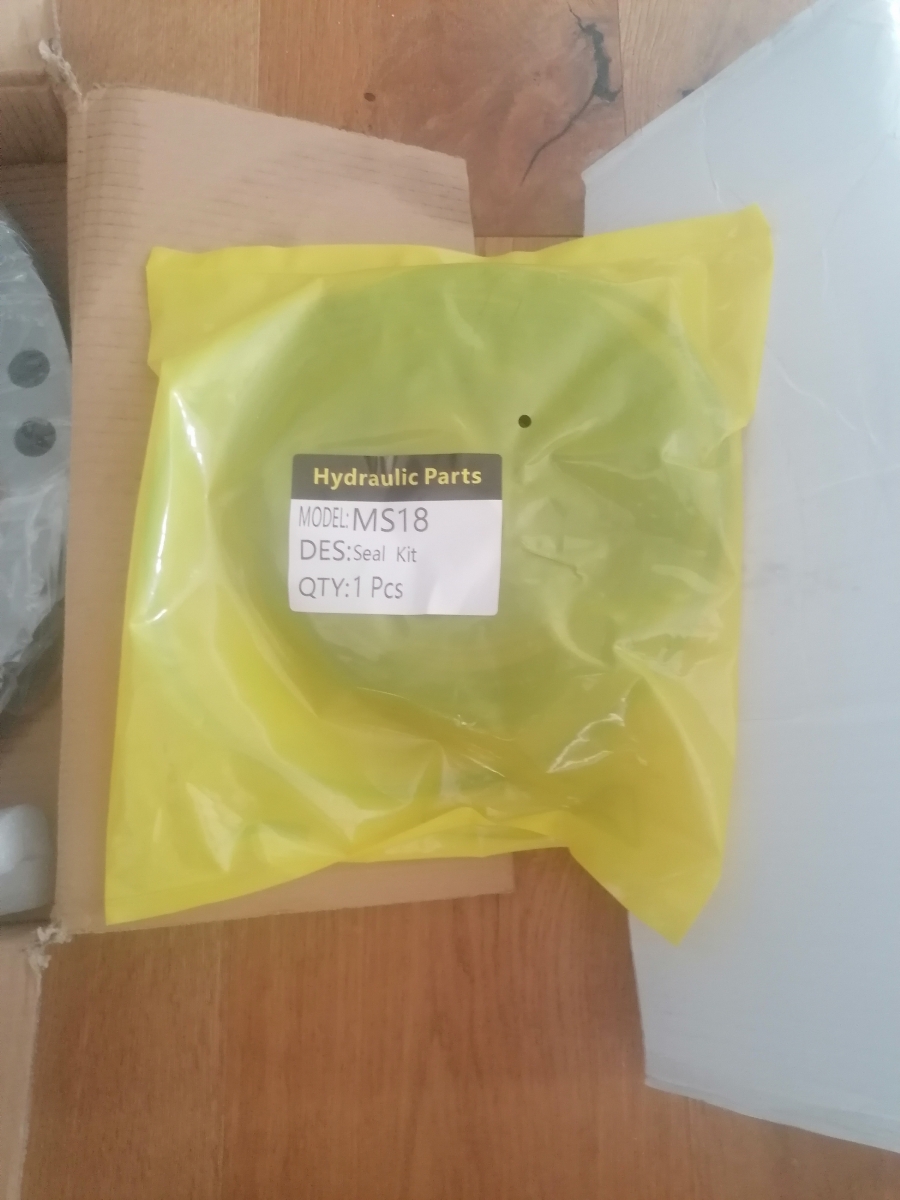 Hydraulic Parts
MODEL:MS18
DES:Seal Kit
QTY:1 Pcs